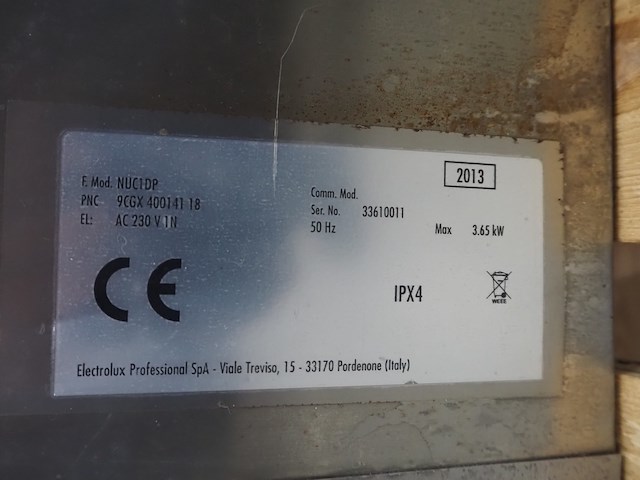 2013
F. Mod. NUC1DP
PNC 9CGX 400141 18
EL: AC 230 V 1N
Comm. Mod.
Ser. No. 33610011
50 Hz
Max 3.65 kW
CE
IPX4
WEEE
Electrolux Professional SpA - Viale Treviso, 15 - 33170 Pordenone (Italy)